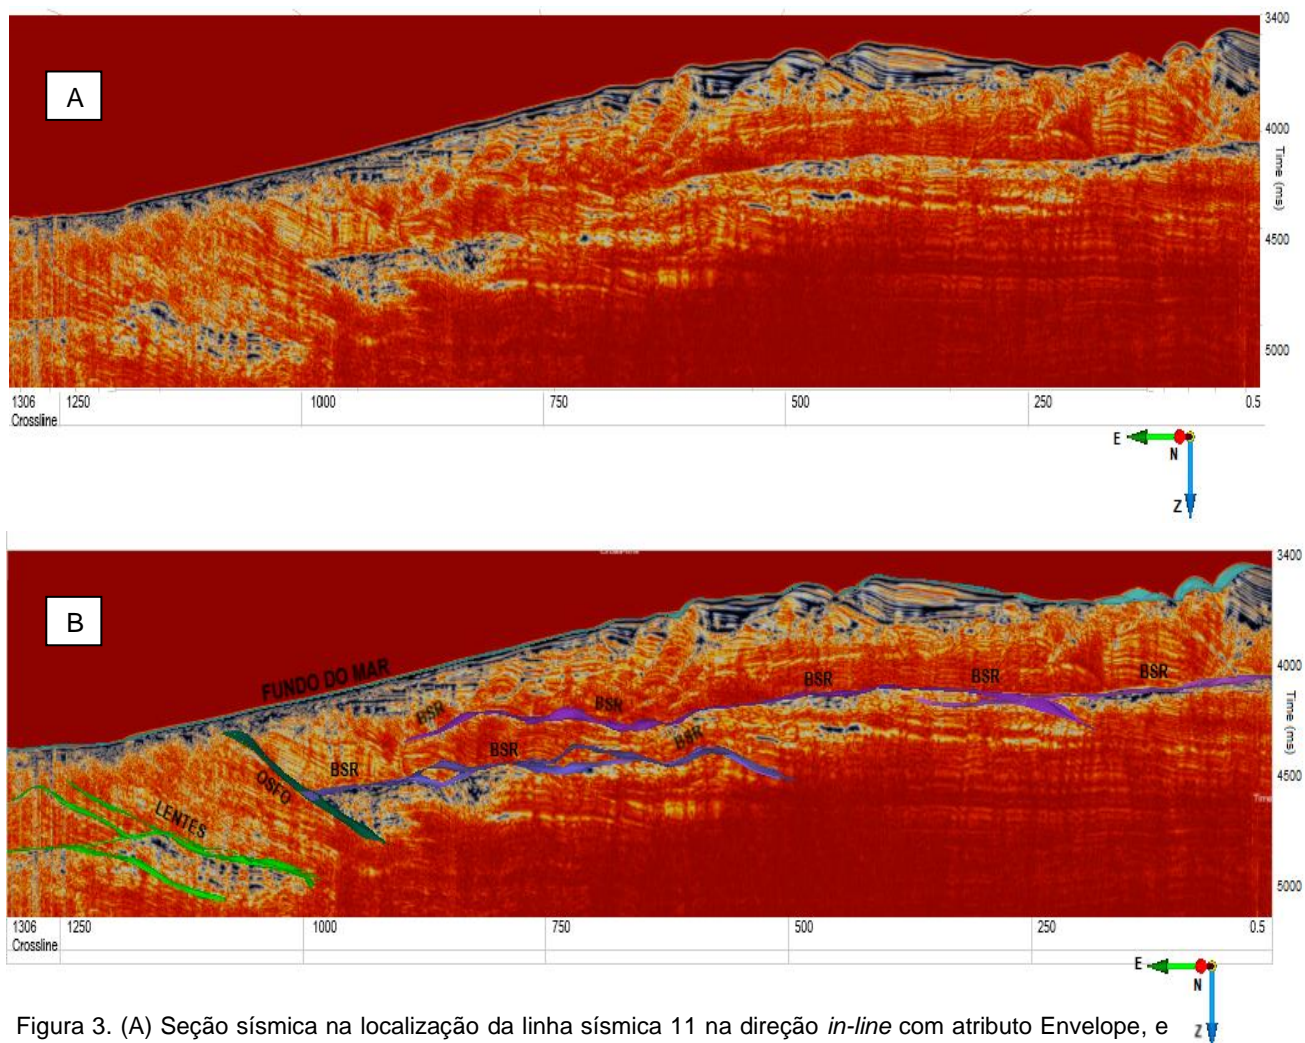 3400
A
4000
Time (ms)
4500
5000
1306 1250 1000 750 500 250 0.5
Crossline
E
N
Z
3400
B
FUNDO DO MAR
4000
BSR BSR BSR
BSR BSR
Time (ms)
BSR BSR BSR
OSFO
4500
Time
LENTES
5000
1306 1250 1000 750 500 250 0.5
Crossline
E
N
Z
Figura 3. (A) Seção sísmica na localização da linha sísmica 11 na direção in-line com atributo Envelope, e